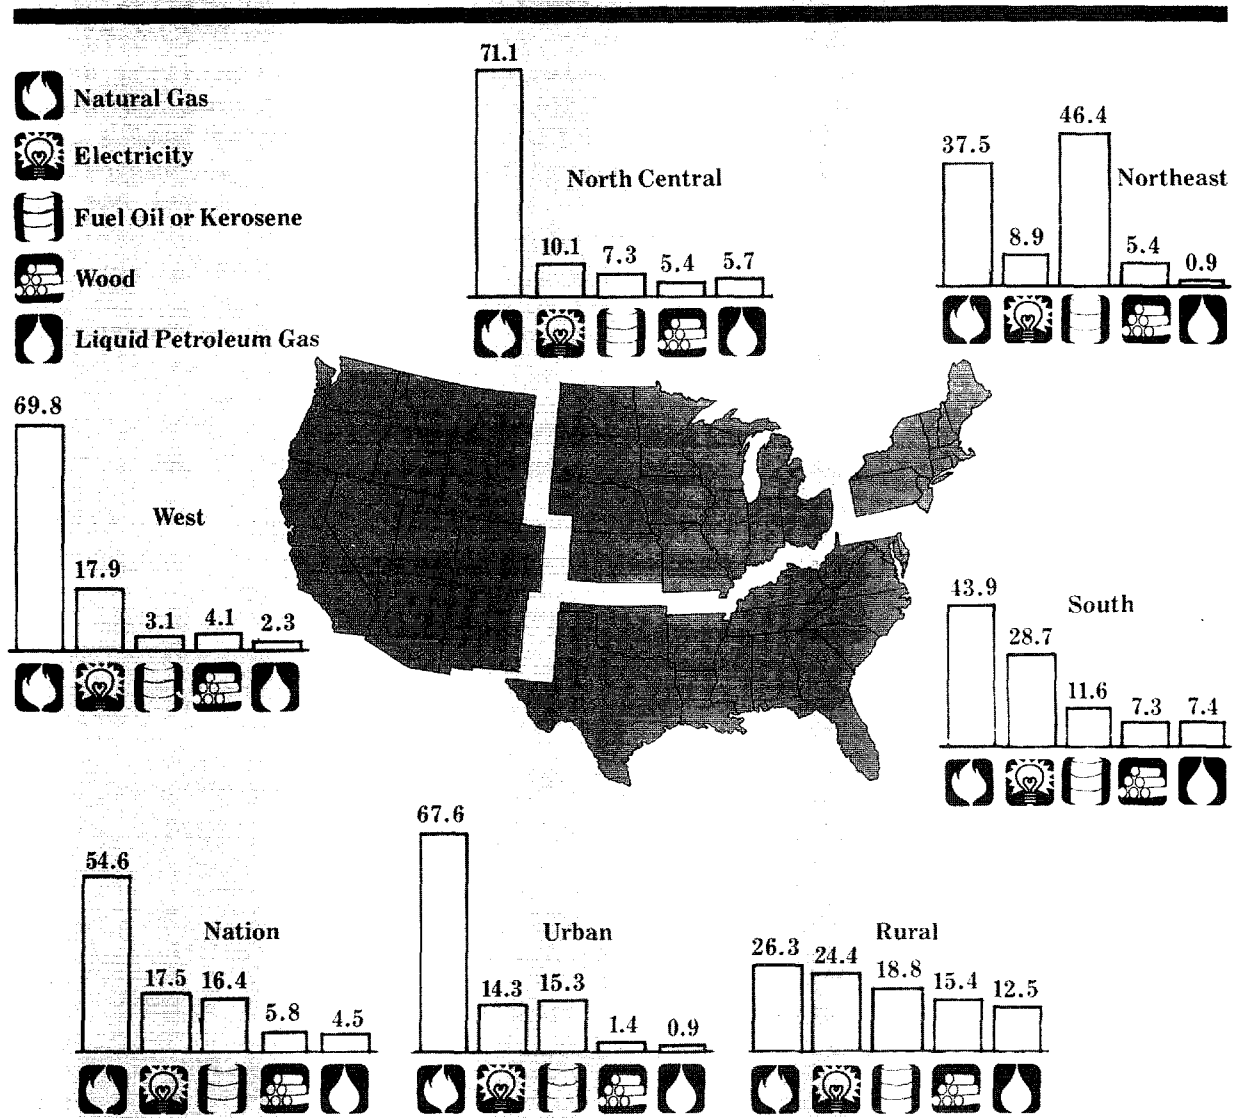 Natural Gas
Electricity
Fuel Oil or Kerosene
Wood
Liquid Petroleum Gas
71.1
10.1 7.3 5.4 5.7
North Central
46.4
37.5
8.9 5.4 0.9
Northeast
69.8
17.9
3.1 4.1 2.3
West
43.9
28.7
11.6 7.3 7.4
South
54.6
17.5 16.4
5.8 4.5
Nation
67.6
14.3 15.3
1.4 0.9
Urban
26.3 24.4 18.8 15.4 12.5
Rural